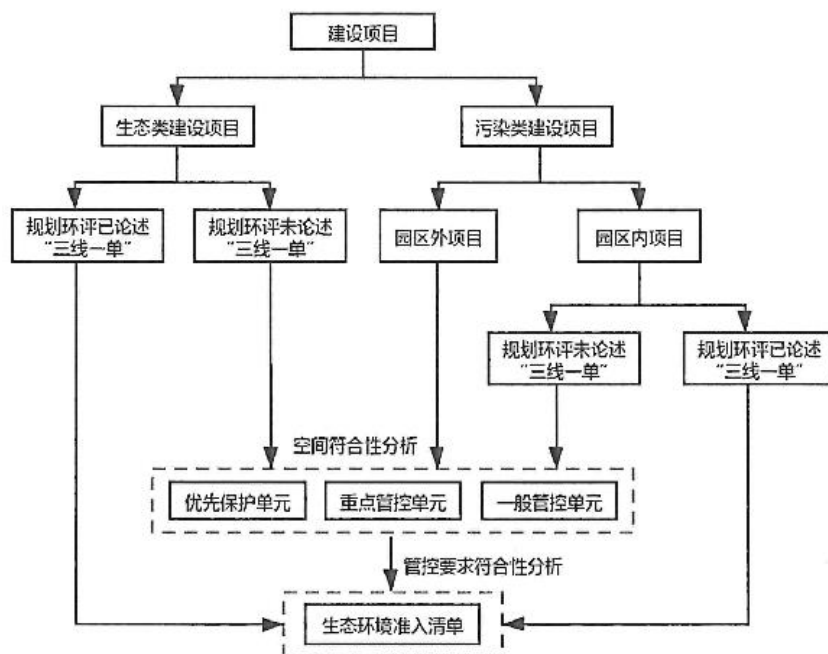 建设项目
生态类建设项目
污染类建设项目
规划环评已论述
“三线一单”
规划环评未论述
“三线一单”
园区外项目
园区内项目
规划环评未论述
“三线一单”
规划环评已论述
“三线一单”
空间符合性分析
优先保护单元
重点管控单元
一般管控单元
管控要求符合性分析
生态环境准入清单